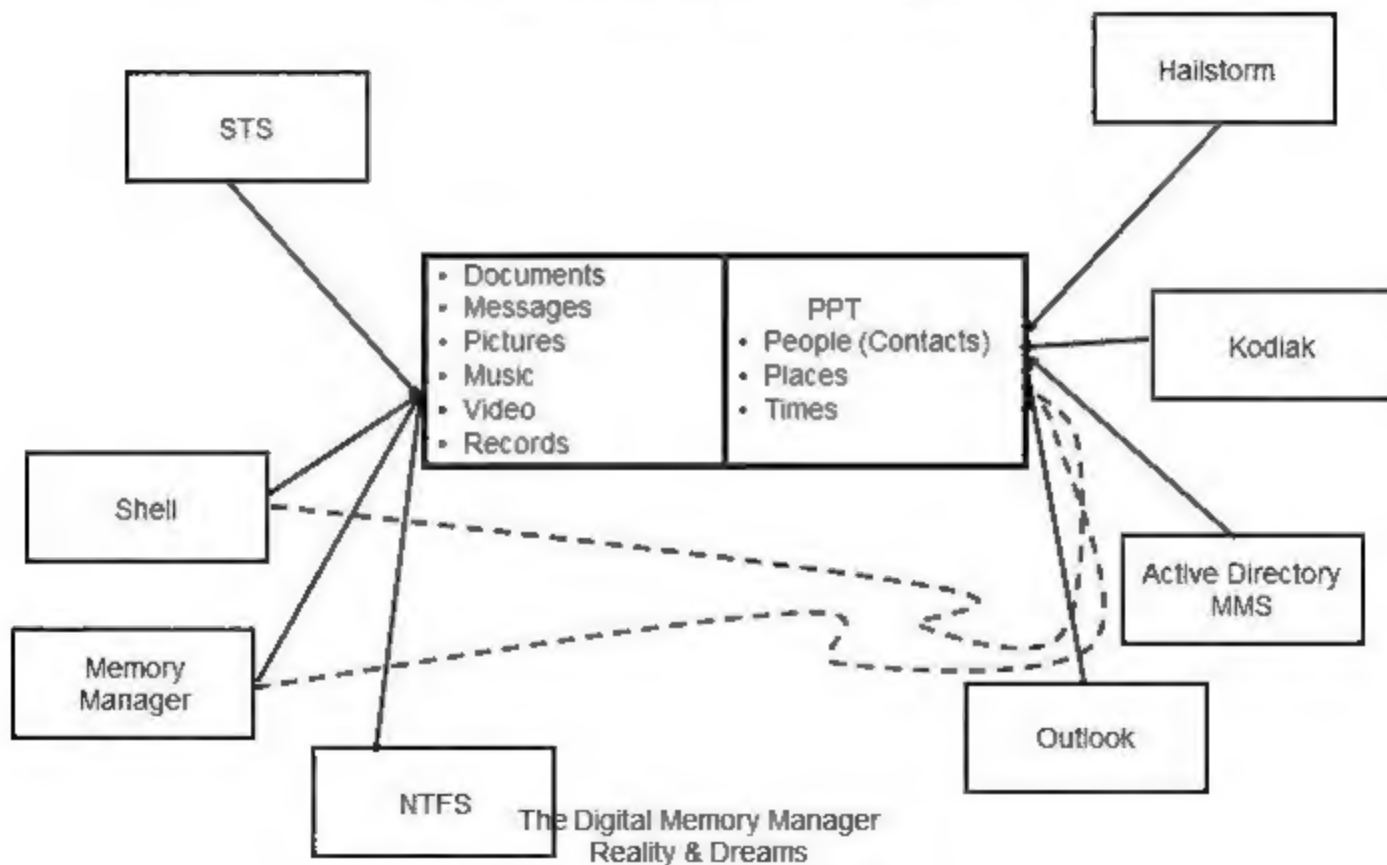 Hailstorm
STS
• Documents
• Messages
• Pictures
• Music
• Video
• Records
PPT
• People (Contacts)
• Places
• Times
Kodiak
Shell
Active Directory
MMS
Memory
Manager
Outlook
NTFS
The Digital Memory Manager
Reality & Dreams